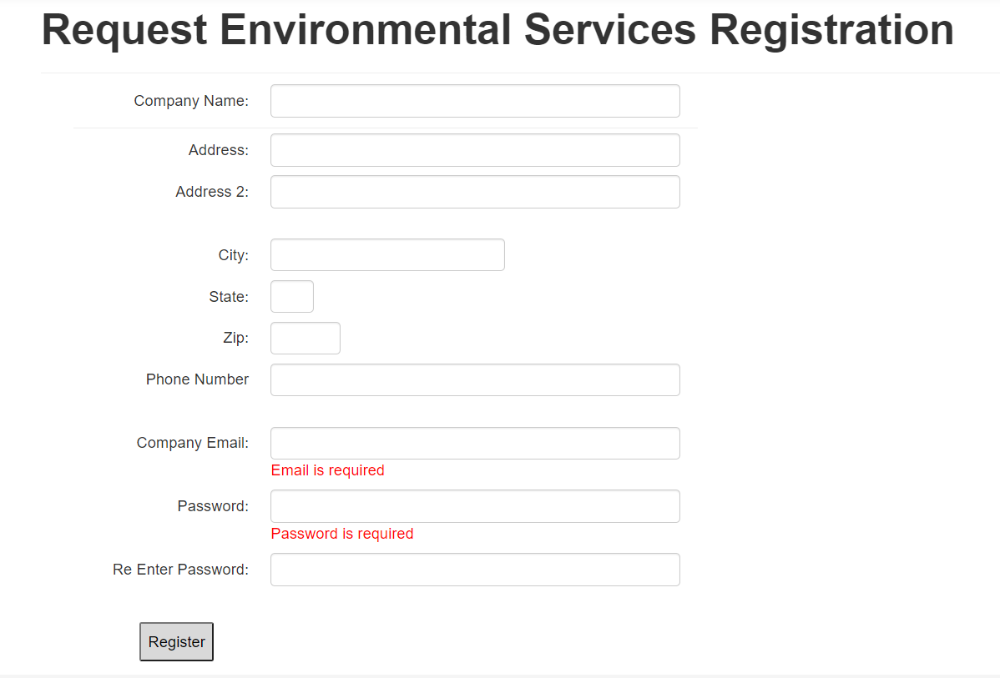 Request Environmental Services Registration
Company Name:
Address:
Address 2:
City:
State:
Zip:
Phone Number
Company Email:
Email is required
Password:
Password is required
Re Enter Password:
Register